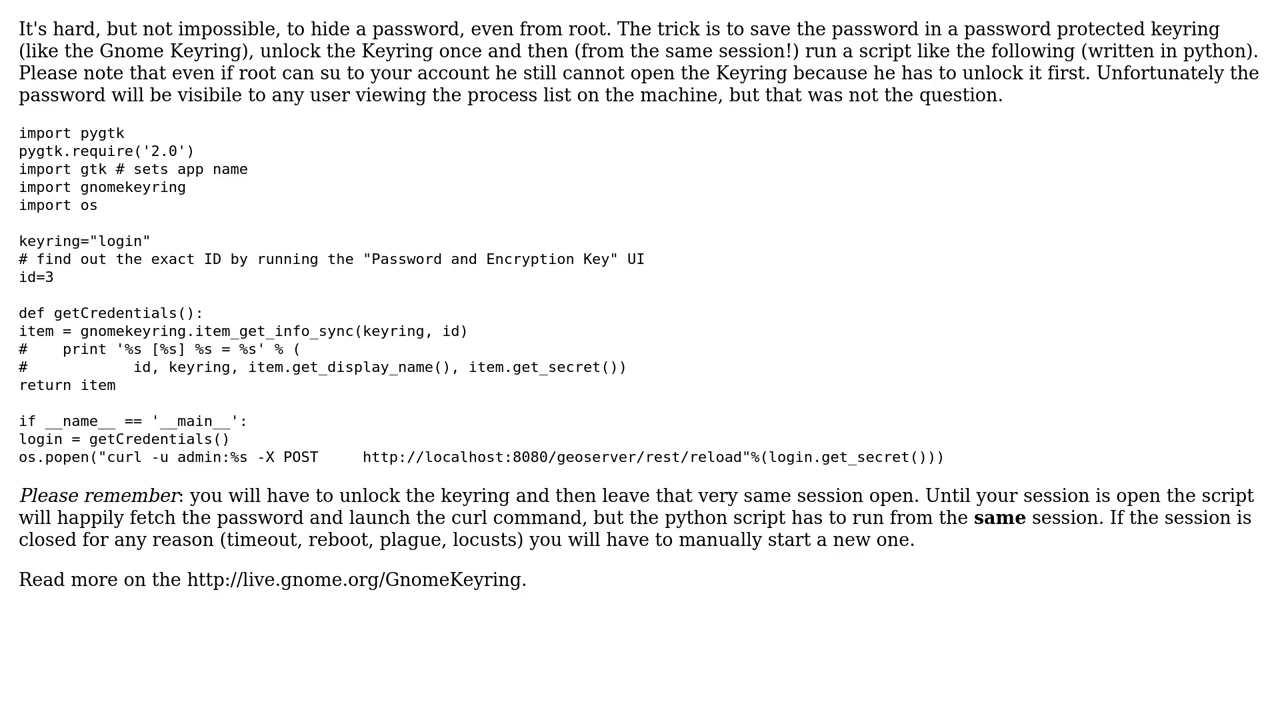 It's hard, but not impossible, to hide a password, even from root. The trick is to save the password in a password protected keyring
(like the Gnome Keyring), unlock the Keyring once and then (from the same session!) run a script like the following (written in python).
Please note that even if root can su to your account he still cannot open the Keyring because he has to unlock it first. Unfortunately the
password will be visibile to any user viewing the process list on the machine, but that was not the question.
import pygtk
pygtk.require('2.0')
import gtk # sets app name
import gnomekeyring
import os
keyring="login"
# find out the exact ID by running the "Password and Encryption Key" UI
id=3
def getCredentials():
item = gnomekeyring.item_get_info_sync(keyring, id)
#    print '%s [%s] %s = %s' % (
#            id, keyring, item.get_display_name(), item.get_secret())
return item
if __name__ == '__main__':
login = getCredentials()
os.popen("curl -u admin:%s -X POST     http://localhost:8080/geoserver/rest/reload"%(login.get_secret()))
Please remember: you will have to unlock the keyring and then leave that very same session open. Until your session is open the script
will happily fetch the password and launch the curl command, but the python script has to run from the same session. If the session is
closed for any reason (timeout, reboot, plague, locusts) you will have to manually start a new one.
Read more on the http://live.gnome.org/GnomeKeyring.